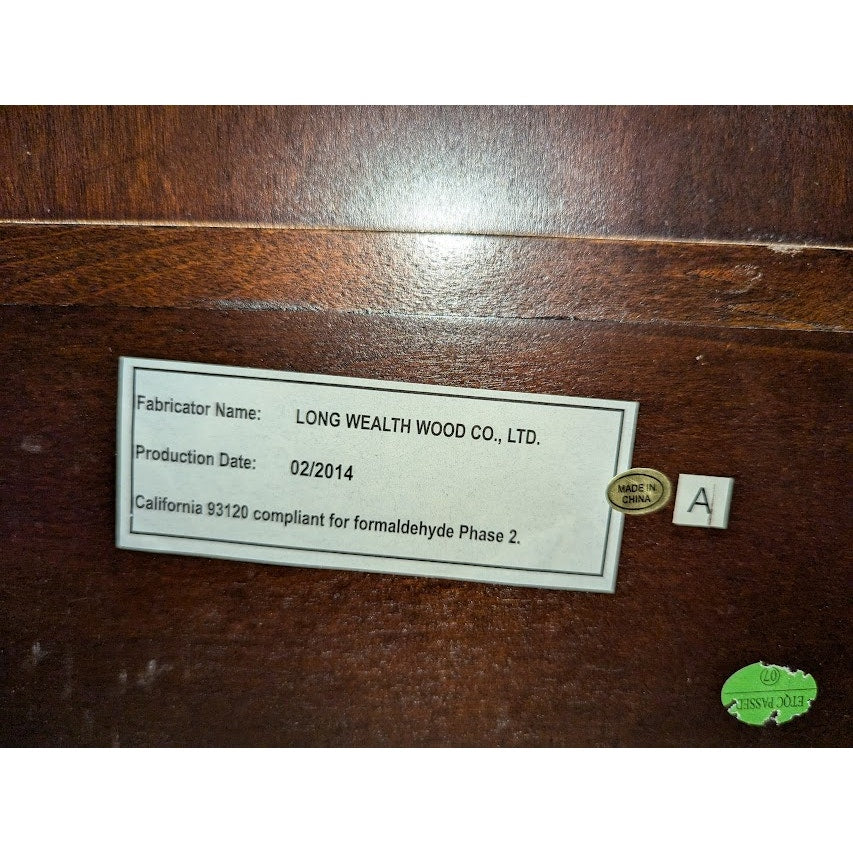 Fabricator Name: LONG WEALTH WOOD CO., LTD.
Production Date: 02/2014
California 93120 compliant for formaldehyde Phase 2.
MADE IN
CHINA
A
07
ETQC PASSED